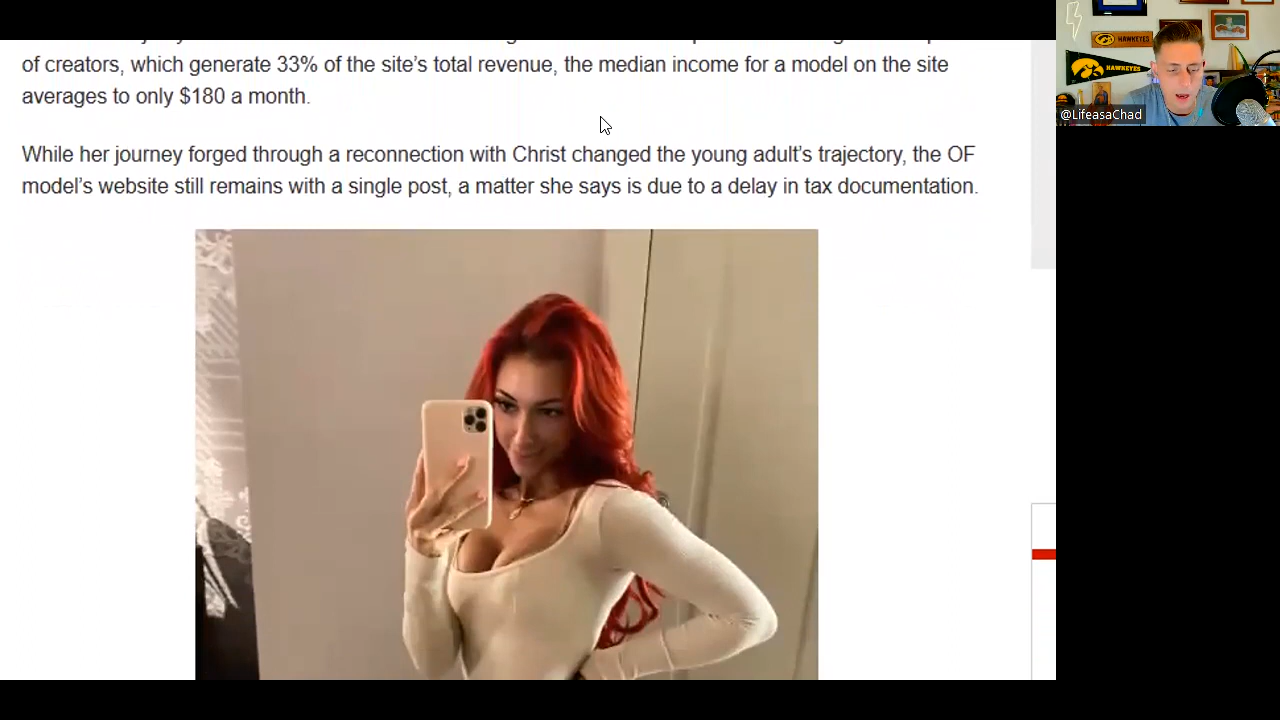 of creators, which generate 33% of the site’s total revenue, the median income for a model on the site
averages to only $180 a month.
While her journey forged through a reconnection with Christ changed the young adult’s trajectory, the OF
model’s website still remains with a single post, a matter she says is due to a delay in tax documentation.
HAWKEYES
HAWKEYES
@LifeasaChad